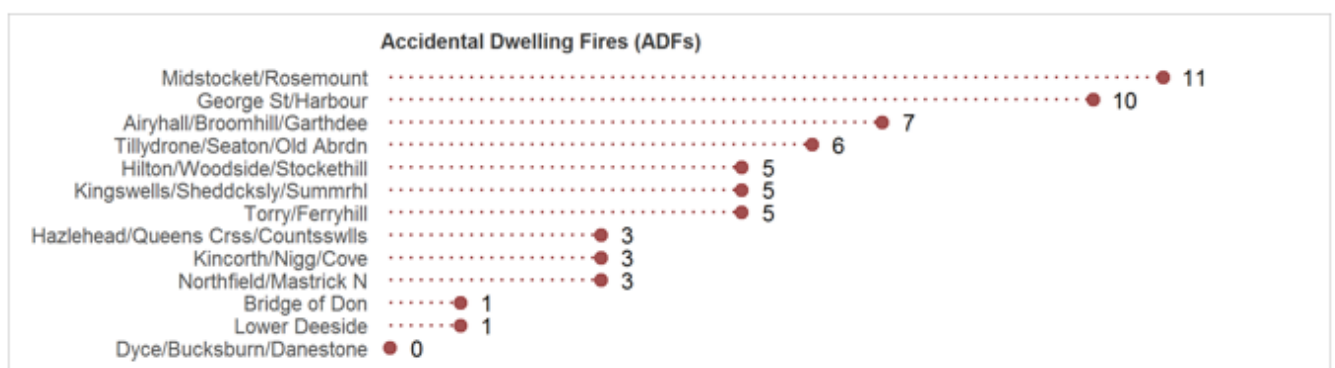 Accidental Dwelling Fires (ADFs)
Midstocket/Rosemount 11
George St/Harbour 10
Airyhall/Broomhill/Garthdee 7
Tillydrone/Seaton/Old Abrdn 6
Hilton/Woodside/Stockethill 5
Kingswells/Sheddcksly/Summrhl 5
Torry/Ferryhill 5
Hazlehead/Queens Crss/Countsswlls 3
Kincorth/Nigg/Cove 3
Northfield/Mastrick N 3
Bridge of Don 1
Lower Deeside 1
Dyce/Bucksburn/Danestone 0